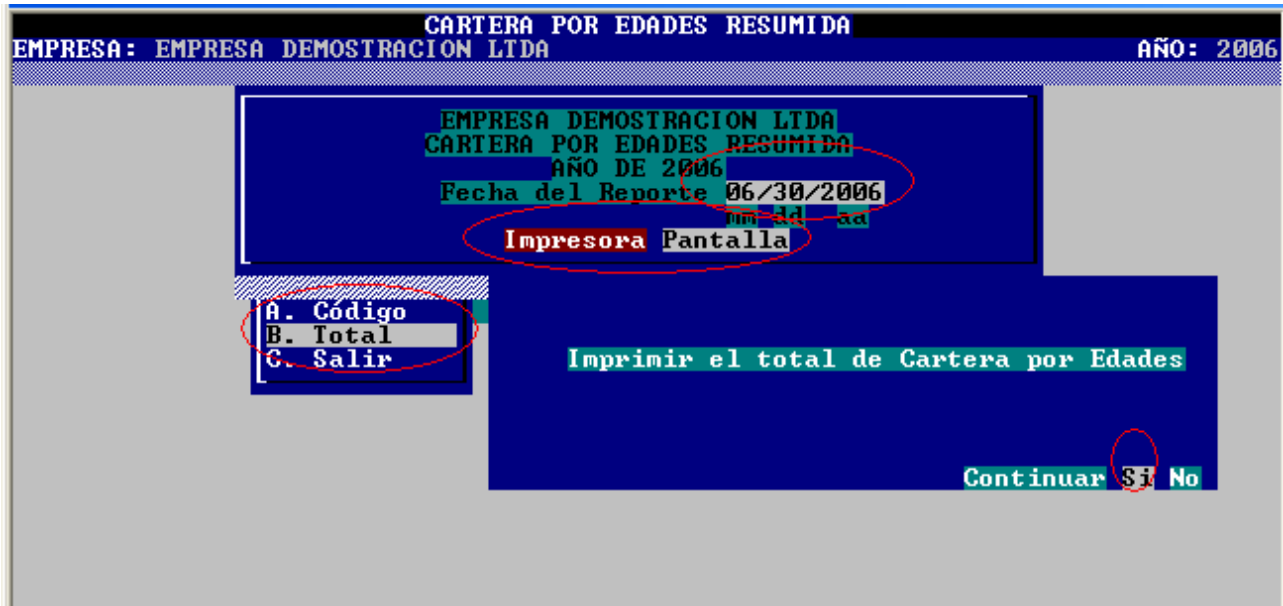 CARTERA POR EDADES RESUMIDA
EMPRESA: EMPRESA DEMOSTRACION LTDA AÑO: 2006
EMPRESA DEMOSTRACION LTDA
CARTERA POR EDADES RESUMIDA
AÑO DE 2006
Fecha del Reporte 06/30/2006
mm dd aa
Impresora Pantalla
A. Código
B. Total
C. Salir
Imprimir el total de Cartera por Edades
Continuar Si No